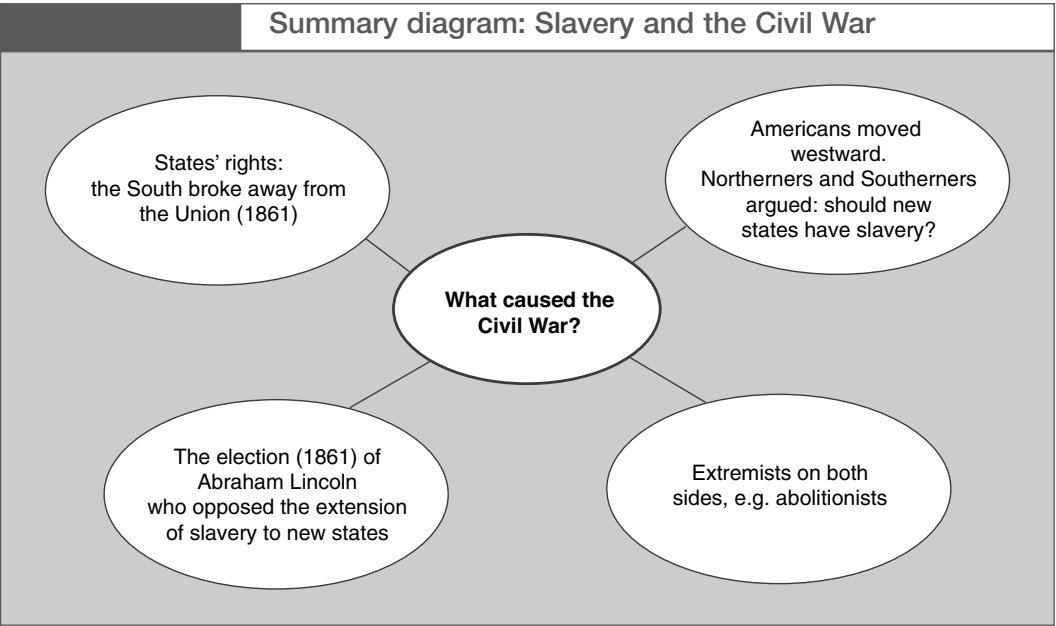 Summary diagram: Slavery and the Civil War
States’ rights:
the South broke away from
the Union (1861)
Americans moved
westward.
Northerners and Southerners
argued: should new
states have slavery?
What caused the
Civil War?
The election (1861) of
Abraham Lincoln
who opposed the extension
of slavery to new states
Extremists on both
sides, e.g. abolitionists